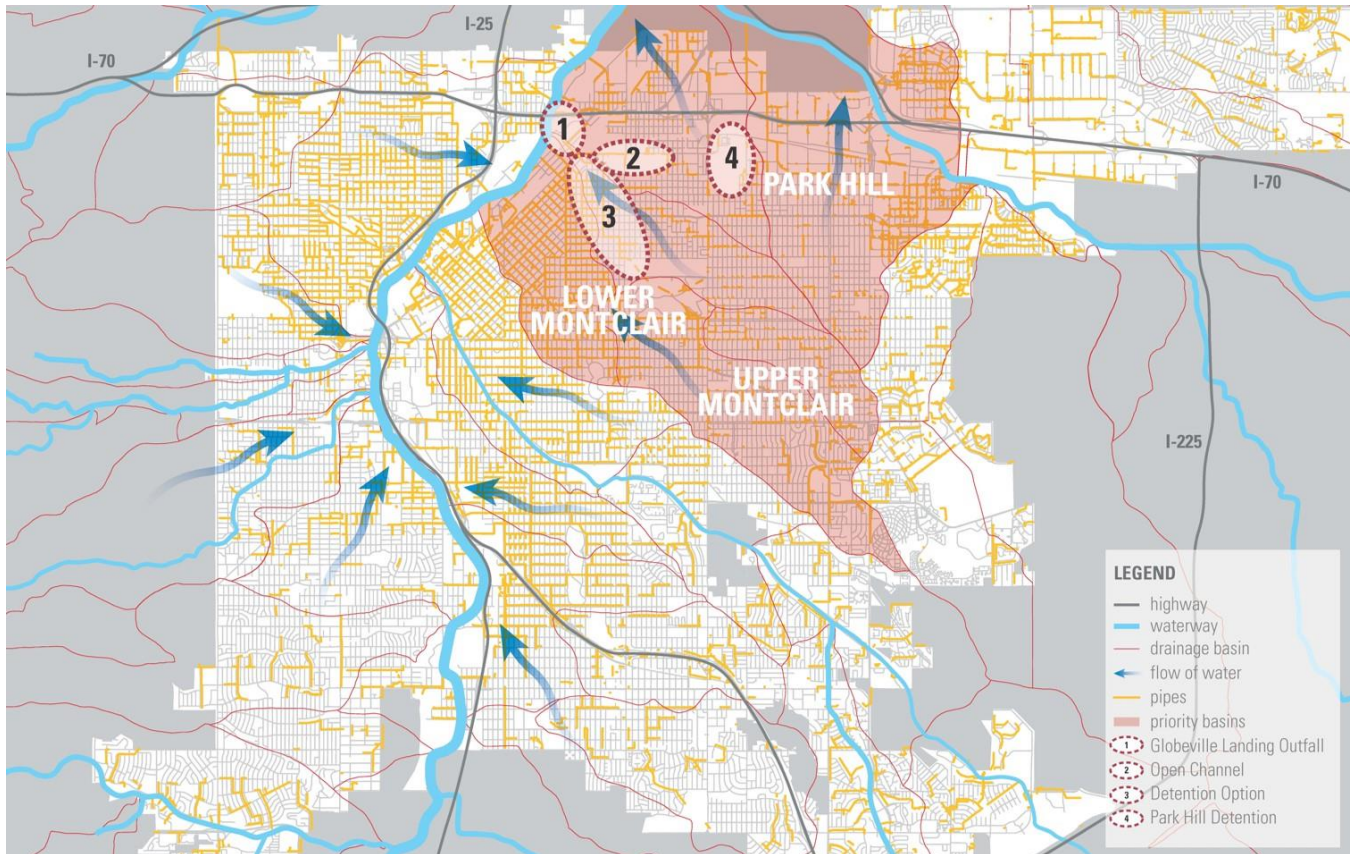 I-25
I-70
I-70
1
2
4
PARK HILL
3
LOWER
MONTCLAIR
UPPER
MONTCLAIR
I-225
LEGEND
highway
waterway
drainage basin
flow of water
pipes
priority basins
1 Globeville Landing Outfall
2 Open Channel
3 Detention Option
4 Park Hill Detention